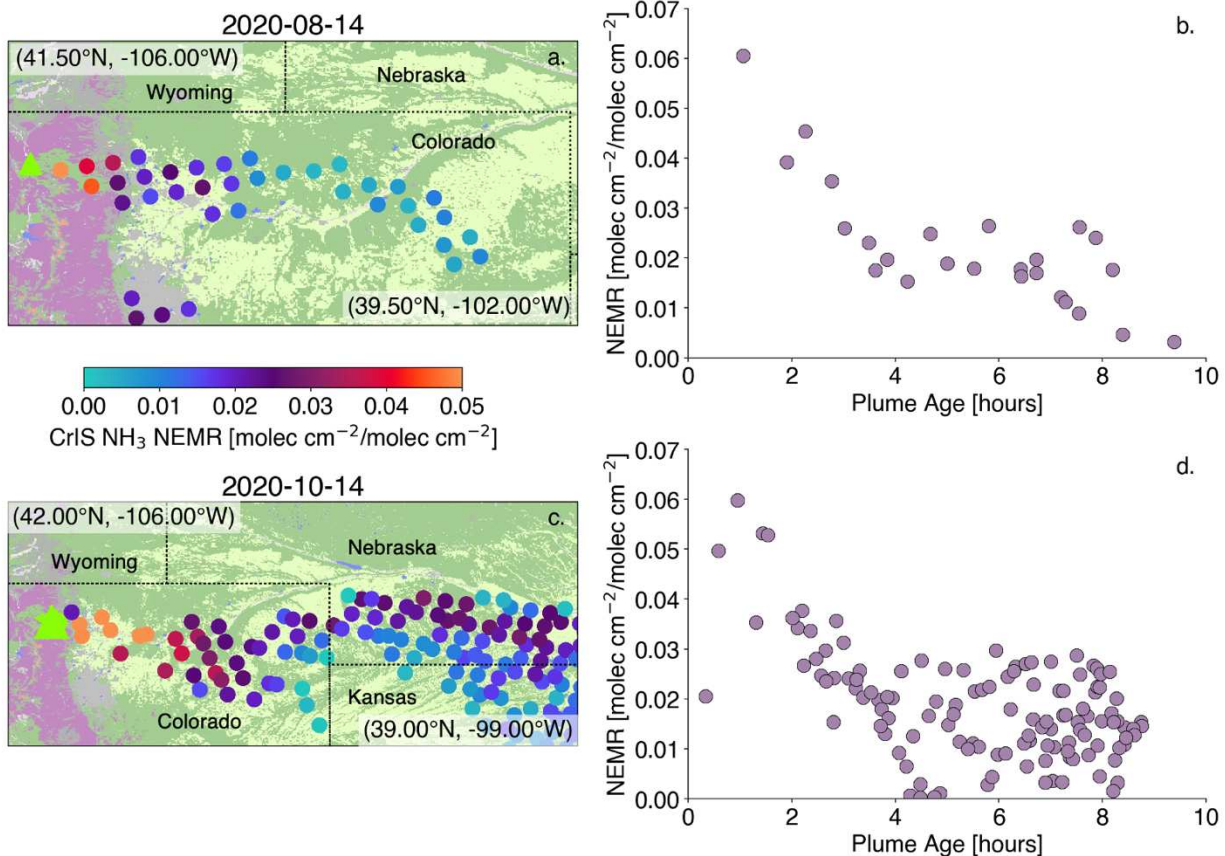 2020-08-14
(41.50°N, -106.00°W)
a.
Nebraska
Wyoming
Colorado
(39.50°N, -102.00°W)
0.00 0.01 0.02 0.03 0.04 0.05
CrIS NH₃ NEMR [molec cm⁻²/molec cm⁻²]
2020-10-14
(42.00°N, -106.00°W)
c.
Wyoming
Nebraska
Kansas
Colorado
(39.00°N, -99.00°W)
b.
NEMR [molec cm⁻²/molec cm⁻²]
0.07
0.06
0.05
0.04
0.03
0.02
0.01
0.00
0 2 4 6 8 10
Plume Age [hours]
d.
NEMR [molec cm⁻²/molec cm⁻²]
0.07
0.06
0.05
0.04
0.03
0.02
0.01
0.00
0 2 4 6 8 10
Plume Age [hours]